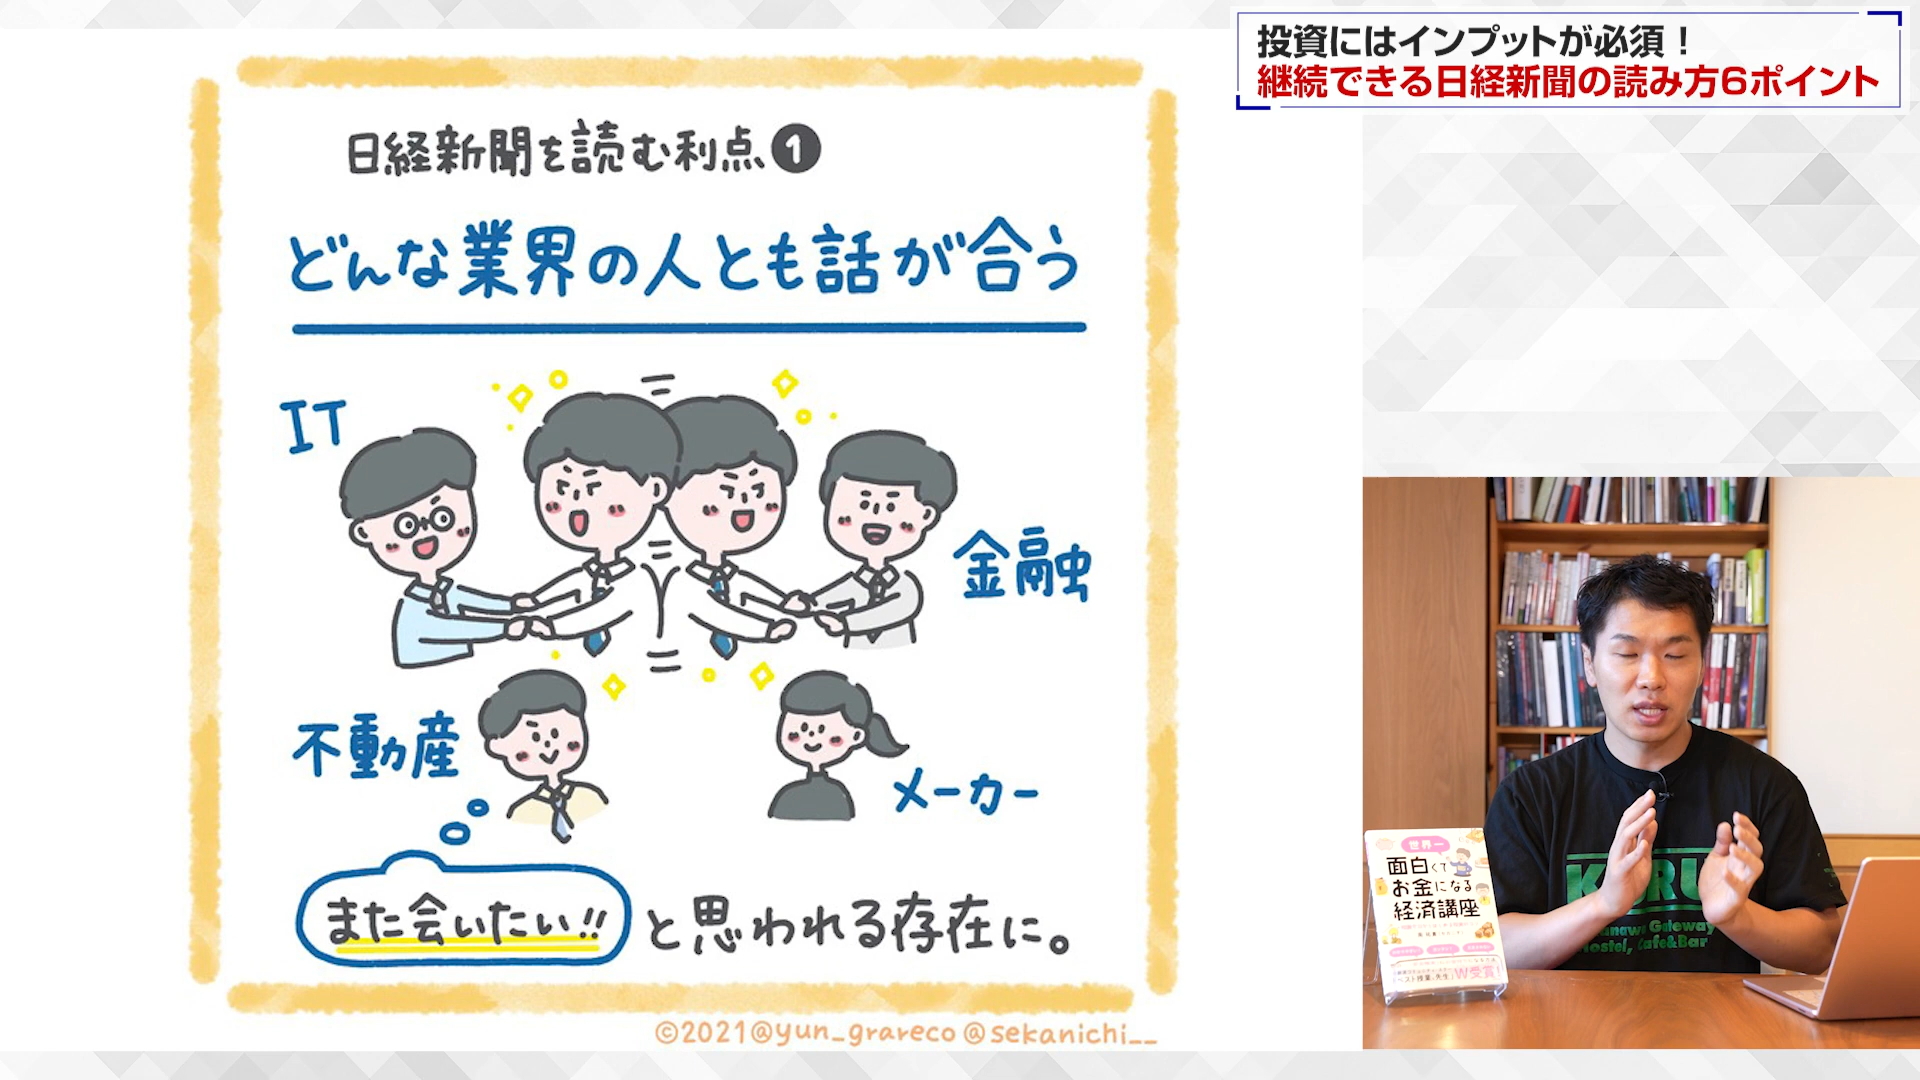 投資にはインプットが必須！
継続できる日経新聞の読み方6ポイント
日経新聞を読む利点❶
どんな業界の人とも話が合う
IT
金融
不動産
メーカー
また会いたい!! と思われる存在に。
©2021@yun_grareco @sekanichi__
世界一
面白くて
お金になる
経済講座
W受賞!
Gateway
Hostel, Cafe&Bar